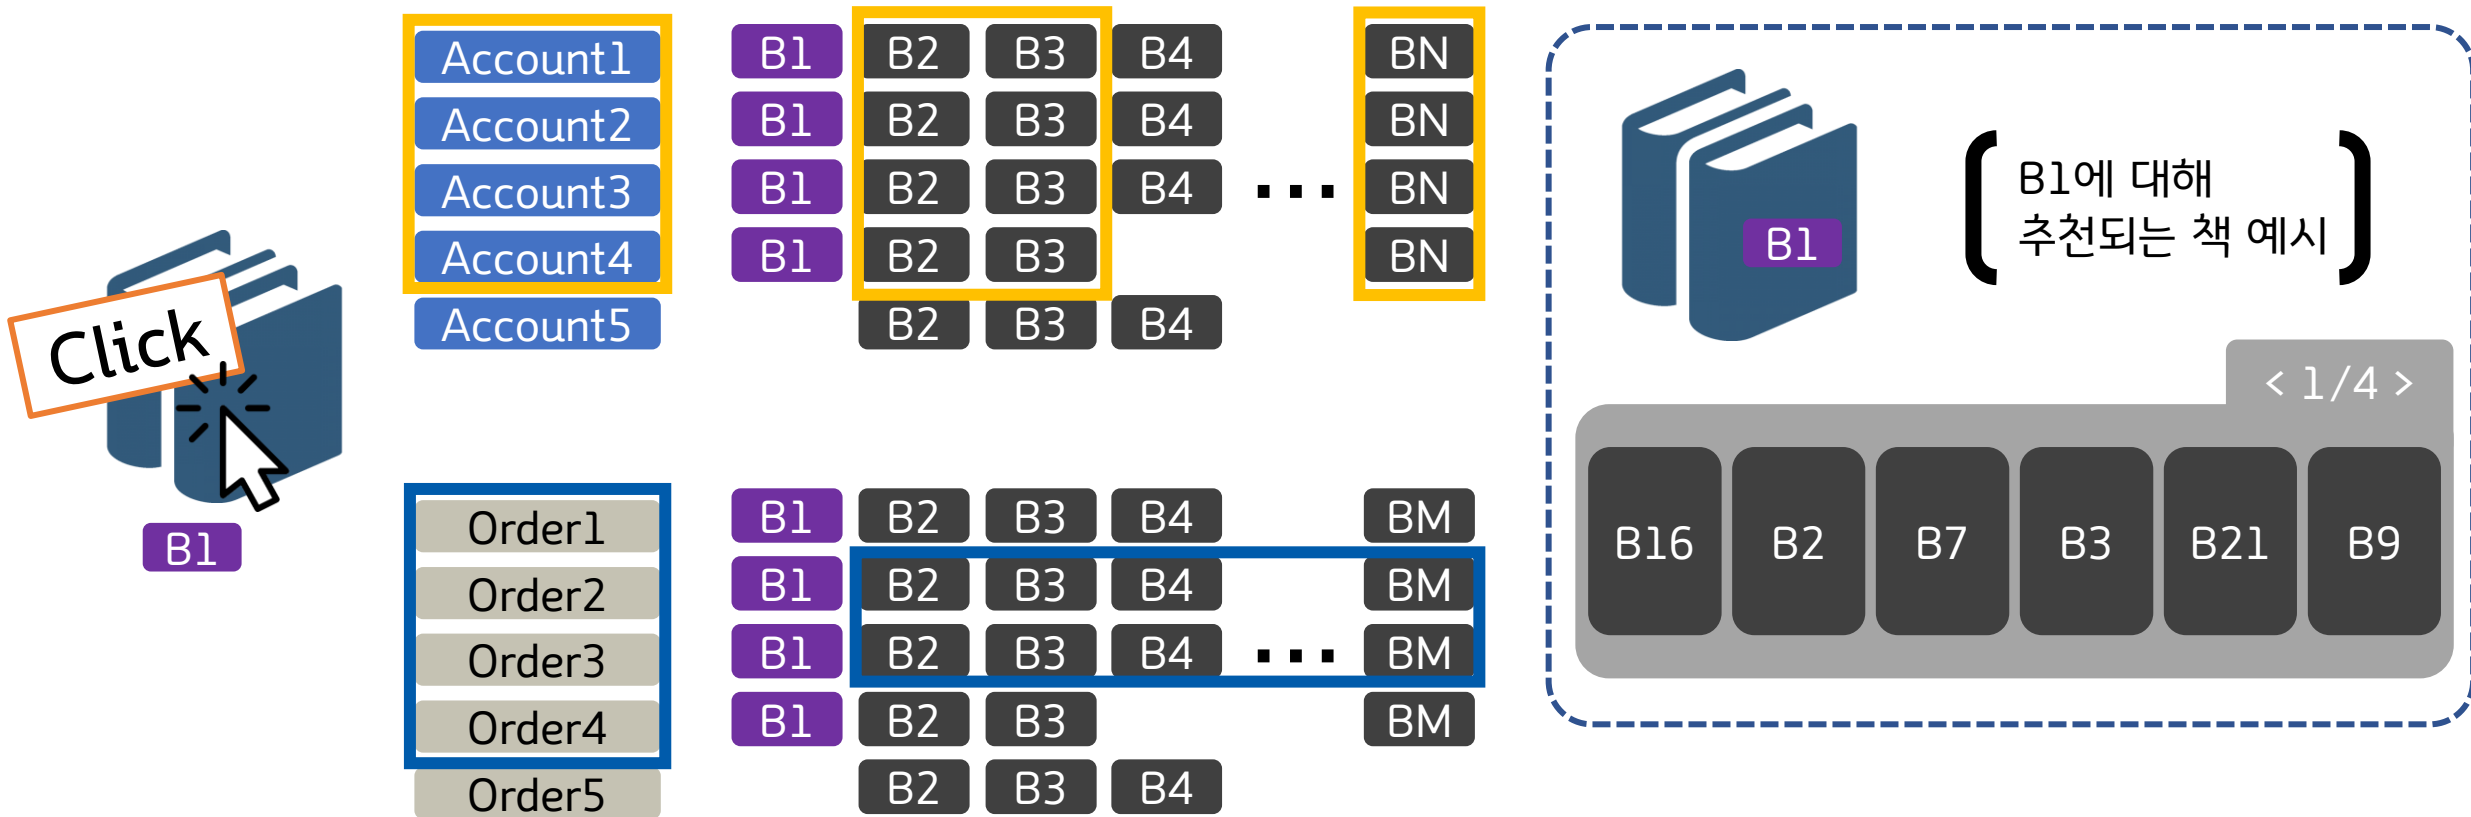 Click
B1
Account1 B1 B2 B3 B4 BN
Account2 B1 B2 B3 B4 BN
Account3 B1 B2 B3 B4 ... BN
Account4 B1 B2 B3 BN
Account5 B2 B3 B4
Order1 B1 B2 B3 B4 BM
Order2 B1 B2 B3 B4 BM
Order3 B1 B2 B3 B4 ... BM
Order4 B1 B2 B3 BM
Order5 B2 B3 B4
B1
B1에 대해
추천되는 책 예시
< 1/4 >
B16 B2 B7 B3 B21 B9